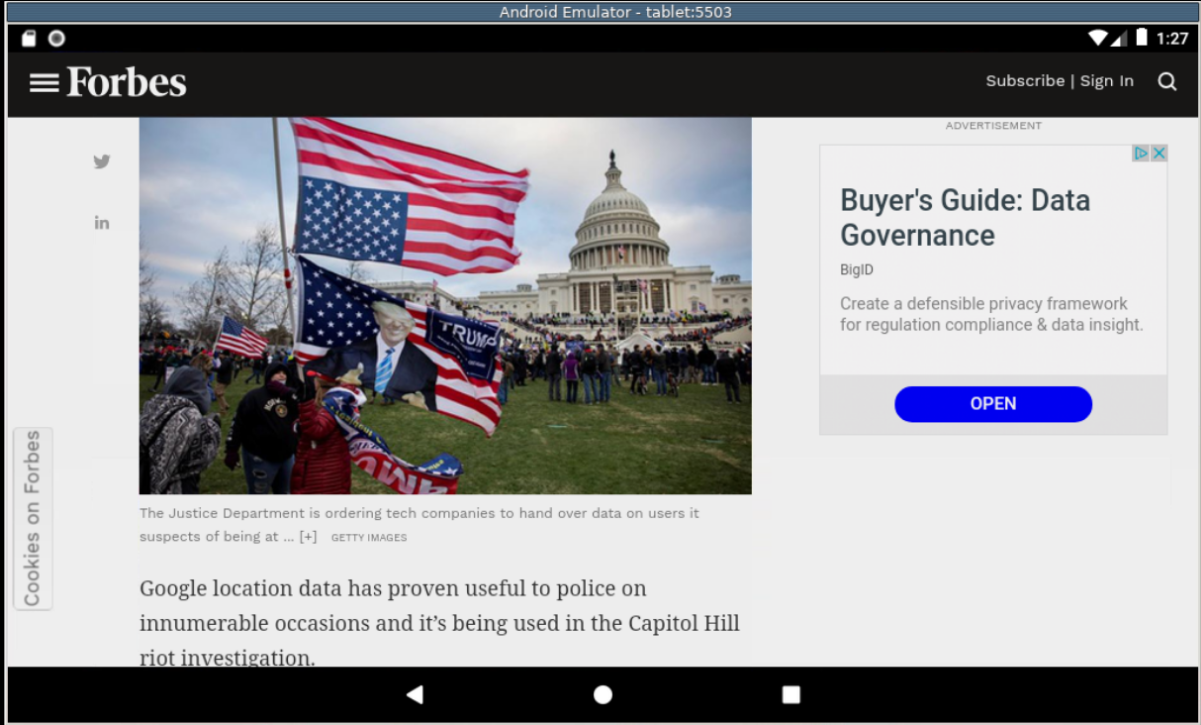 Android Emulator - tablet:5503
1:27
Forbes
Subscribe | Sign In
TRUMP
ADVERTISEMENT
Buyer's Guide: Data
Governance
BigID
Create a defensible privacy framework
for regulation compliance & data insight.
OPEN
in
Cookies on Forbes
The Justice Department is ordering tech companies to hand over data on users it
suspects of being at ... [+] GETTY IMAGES
Google location data has proven useful to police on
innumerable occasions and it's being used in the Capitol Hill
riot investigation.